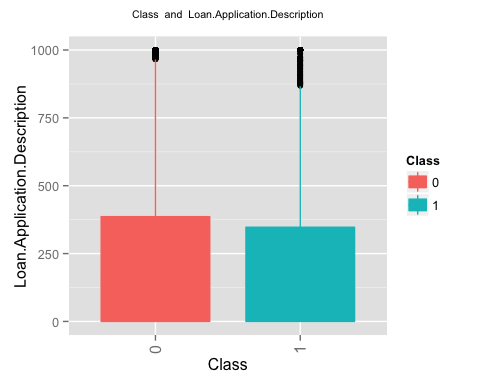 Class and Loan.Application.Description
1000
750
500
250
0
Loan.Application.Description
0
1
Class
Class
0
1